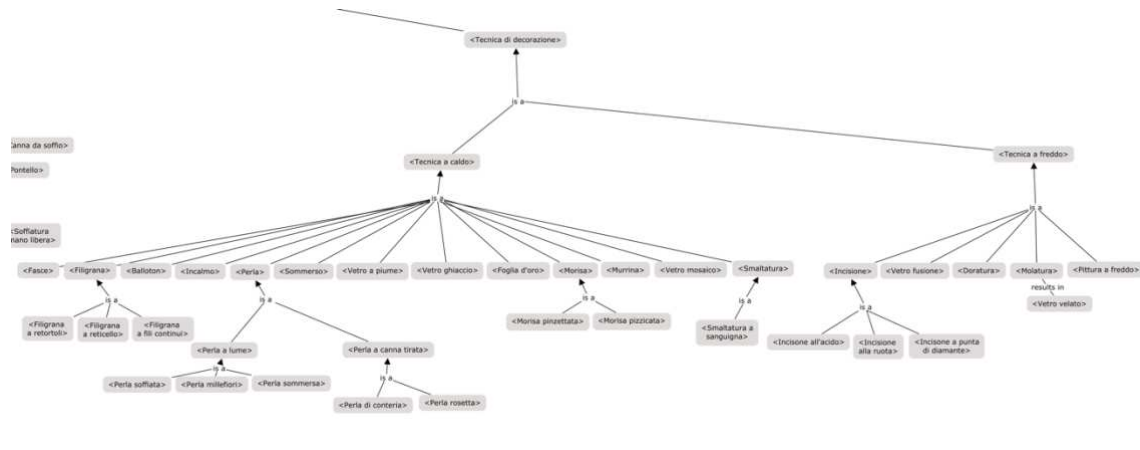 <Tecnica di decorazione>
is a
anna da soffio>
<Tecnica a caldo>
<Tecnica a freddo>
Pontello>
is a
is a
<Soffiatura
mano libera>
<Fasce>
<Filigrana>
<Balloton>
<Incalmo>
<Perla>
<Sommerso>
<Vetro a piume>
<Vetro ghiaccio>
<Foglia d'oro>
<Morisa>
<Murrina>
<Vetro mosaico>
<Smaltatura>
<Incisione>
<Vetro fusione>
<Doratura>
<Molatura>
<Pittura a freddo>
results in
is a
is a
is a
is a
is a
<Vetro velato>
<Filigrana
a retortoli>
<Filigrana
a reticello>
<Filigrana
a fili continui>
<Morisa pinzettata>
<Morisa pizzicata>
<Smaltatura a
sanguigna>
<Incisone all'acido>
<Incisione
alla ruota>
<Incisone a punta
di diamante>
<Perla a lume>
<Perla a canna tirata>
is a
is a
<Perla soffiata>
<Perla millefiori>
<Perla sommersa>
<Perla di conteria>
<Perla rosetta>